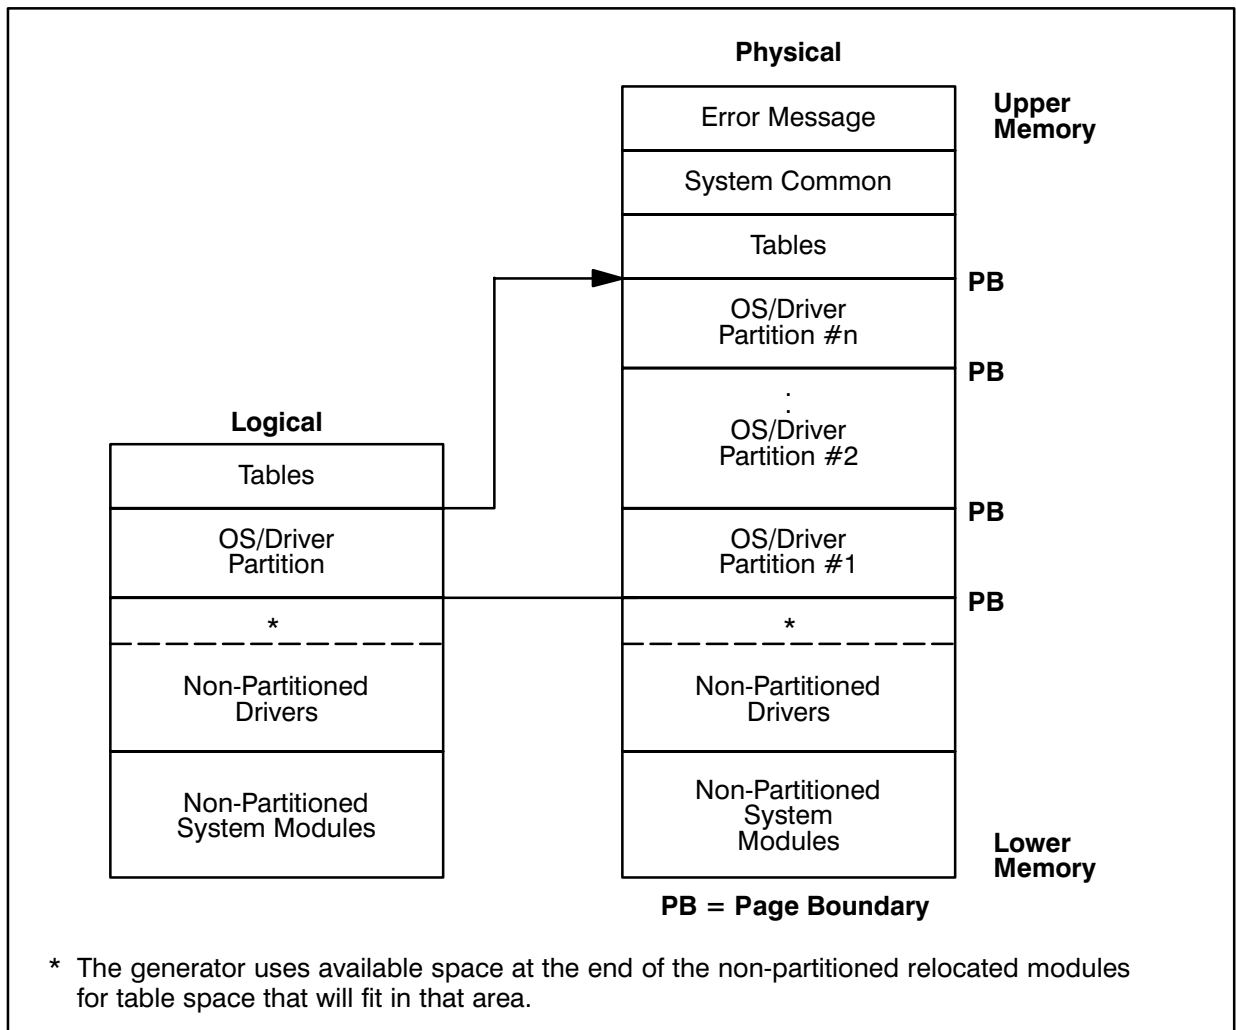 Physical
Error Message
Upper
Memory
System Common
Tables
PB
OS/Driver
Partition #n
PB
.
.
OS/Driver
Partition #2
PB
OS/Driver
Partition #1
PB
*
Non-Partitioned
Drivers
Non-Partitioned
System
Modules
Lower
Memory
Logical
Tables
OS/Driver
Partition
*
Non-Partitioned
Drivers
Non-Partitioned
System Modules
PB = Page Boundary
* The generator uses available space at the end of the non-partitioned relocated modules
for table space that will fit in that area.